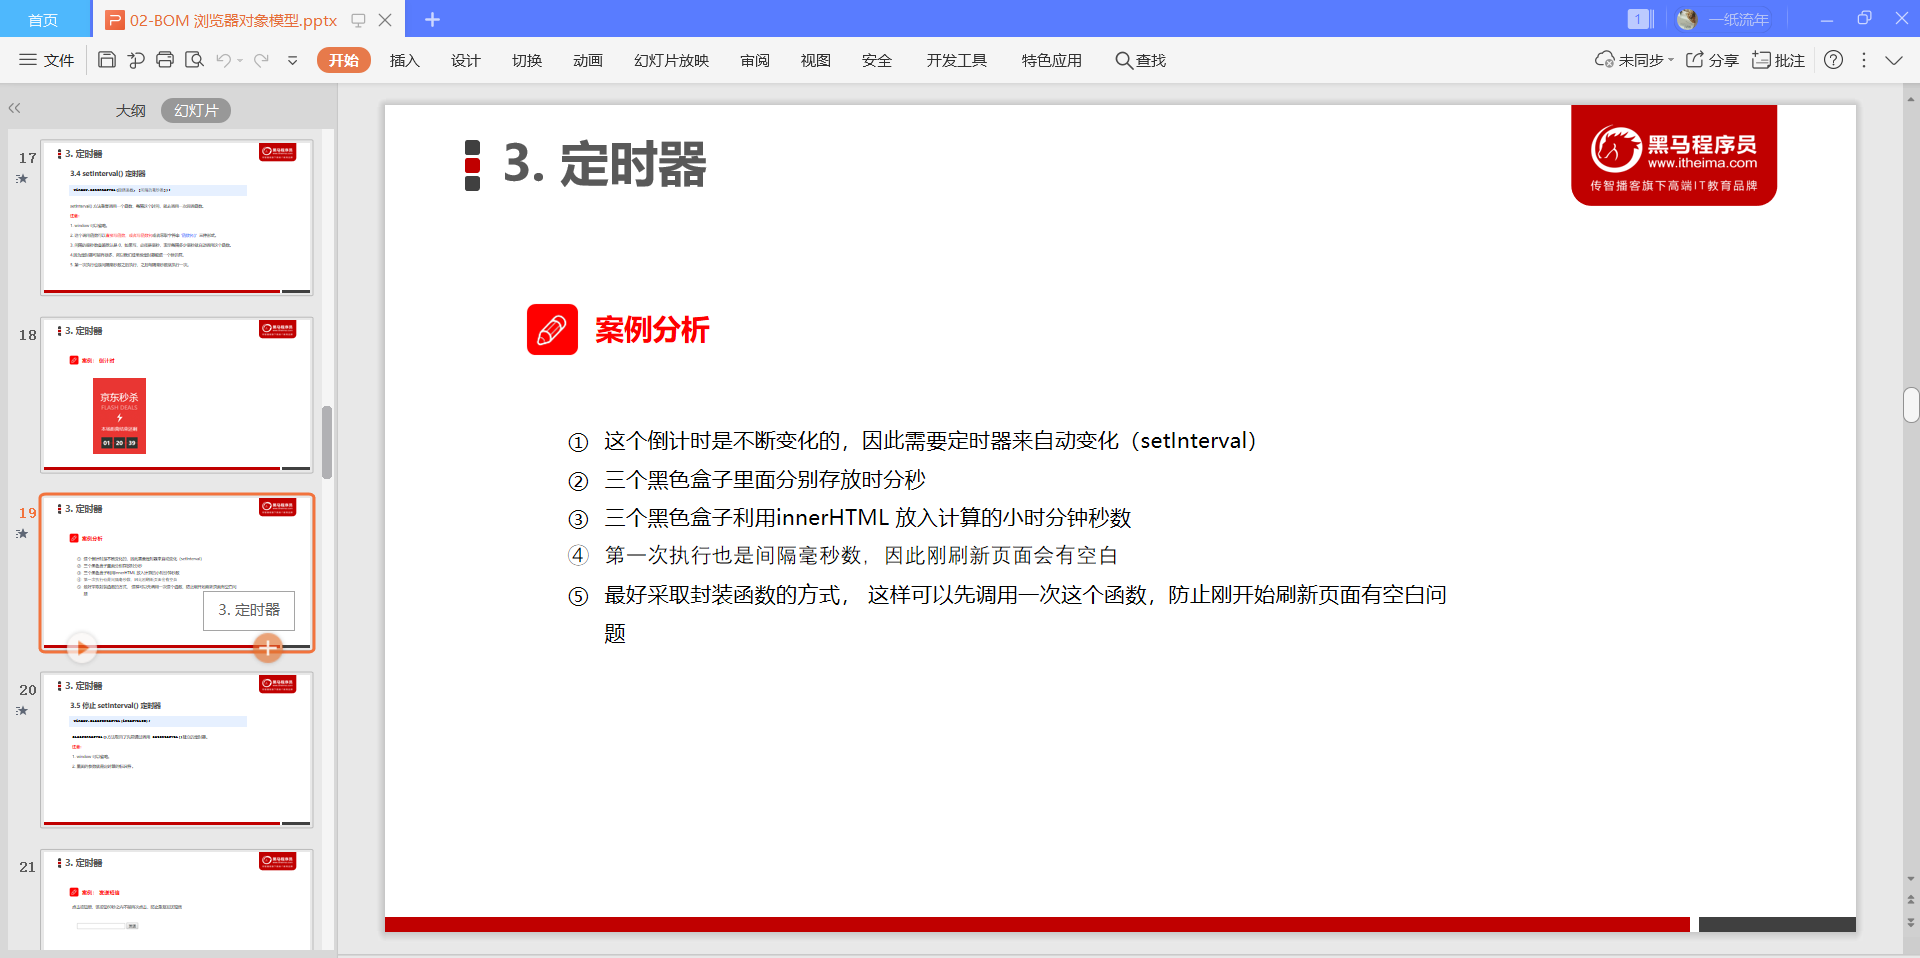 首页
02-BOM 浏览器对象模型.pptx
1
一纸流年
文件
开始
插入
设计
切换
动画
幻灯片放映
审阅
视图
安全
开发工具
特色应用
查找
未同步
分享
批注
大纲
幻灯片
17
3. 定时器
3.4 setInterval() 定时器
18
3. 定时器
案例： 倒计时
京东秒杀
FLASH DEALS
01 20 39
19
3. 定时器
案例分析
3. 定时器
20
3. 定时器
3.5 停止 setInterval() 定时器
21
3. 定时器
案例： 发送短信
3. 定时器
黑马程序员
www.itheima.com
传智播客旗下高端IT教育品牌
案例分析
① 这个倒计时是不断变化的，因此需要定时器来自动变化（setInterval）
② 三个黑色盒子里面分别存放时分秒
③ 三个黑色盒子利用innerHTML 放入计算的小时分钟秒数
④ 第一次执行也是间隔毫秒数，因此刚刷新页面会有空白
⑤ 最好采取封装函数的方式， 这样可以先调用一次这个函数，防止刚开始刷新页面有空白问
题